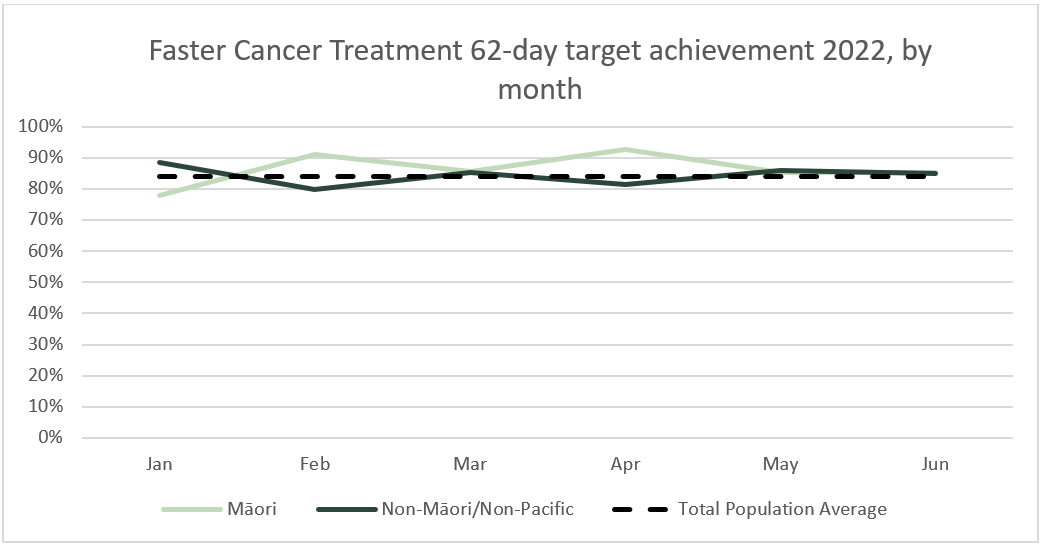 Faster Cancer Treatment 62-day target achievement 2022, by
month
100%
90%
80%
70%
60%
50%
40%
30%
20%
10%
0%
Jan Feb Mar Apr May Jun
Māori Non-Māori/Non-Pacific Total Population Average